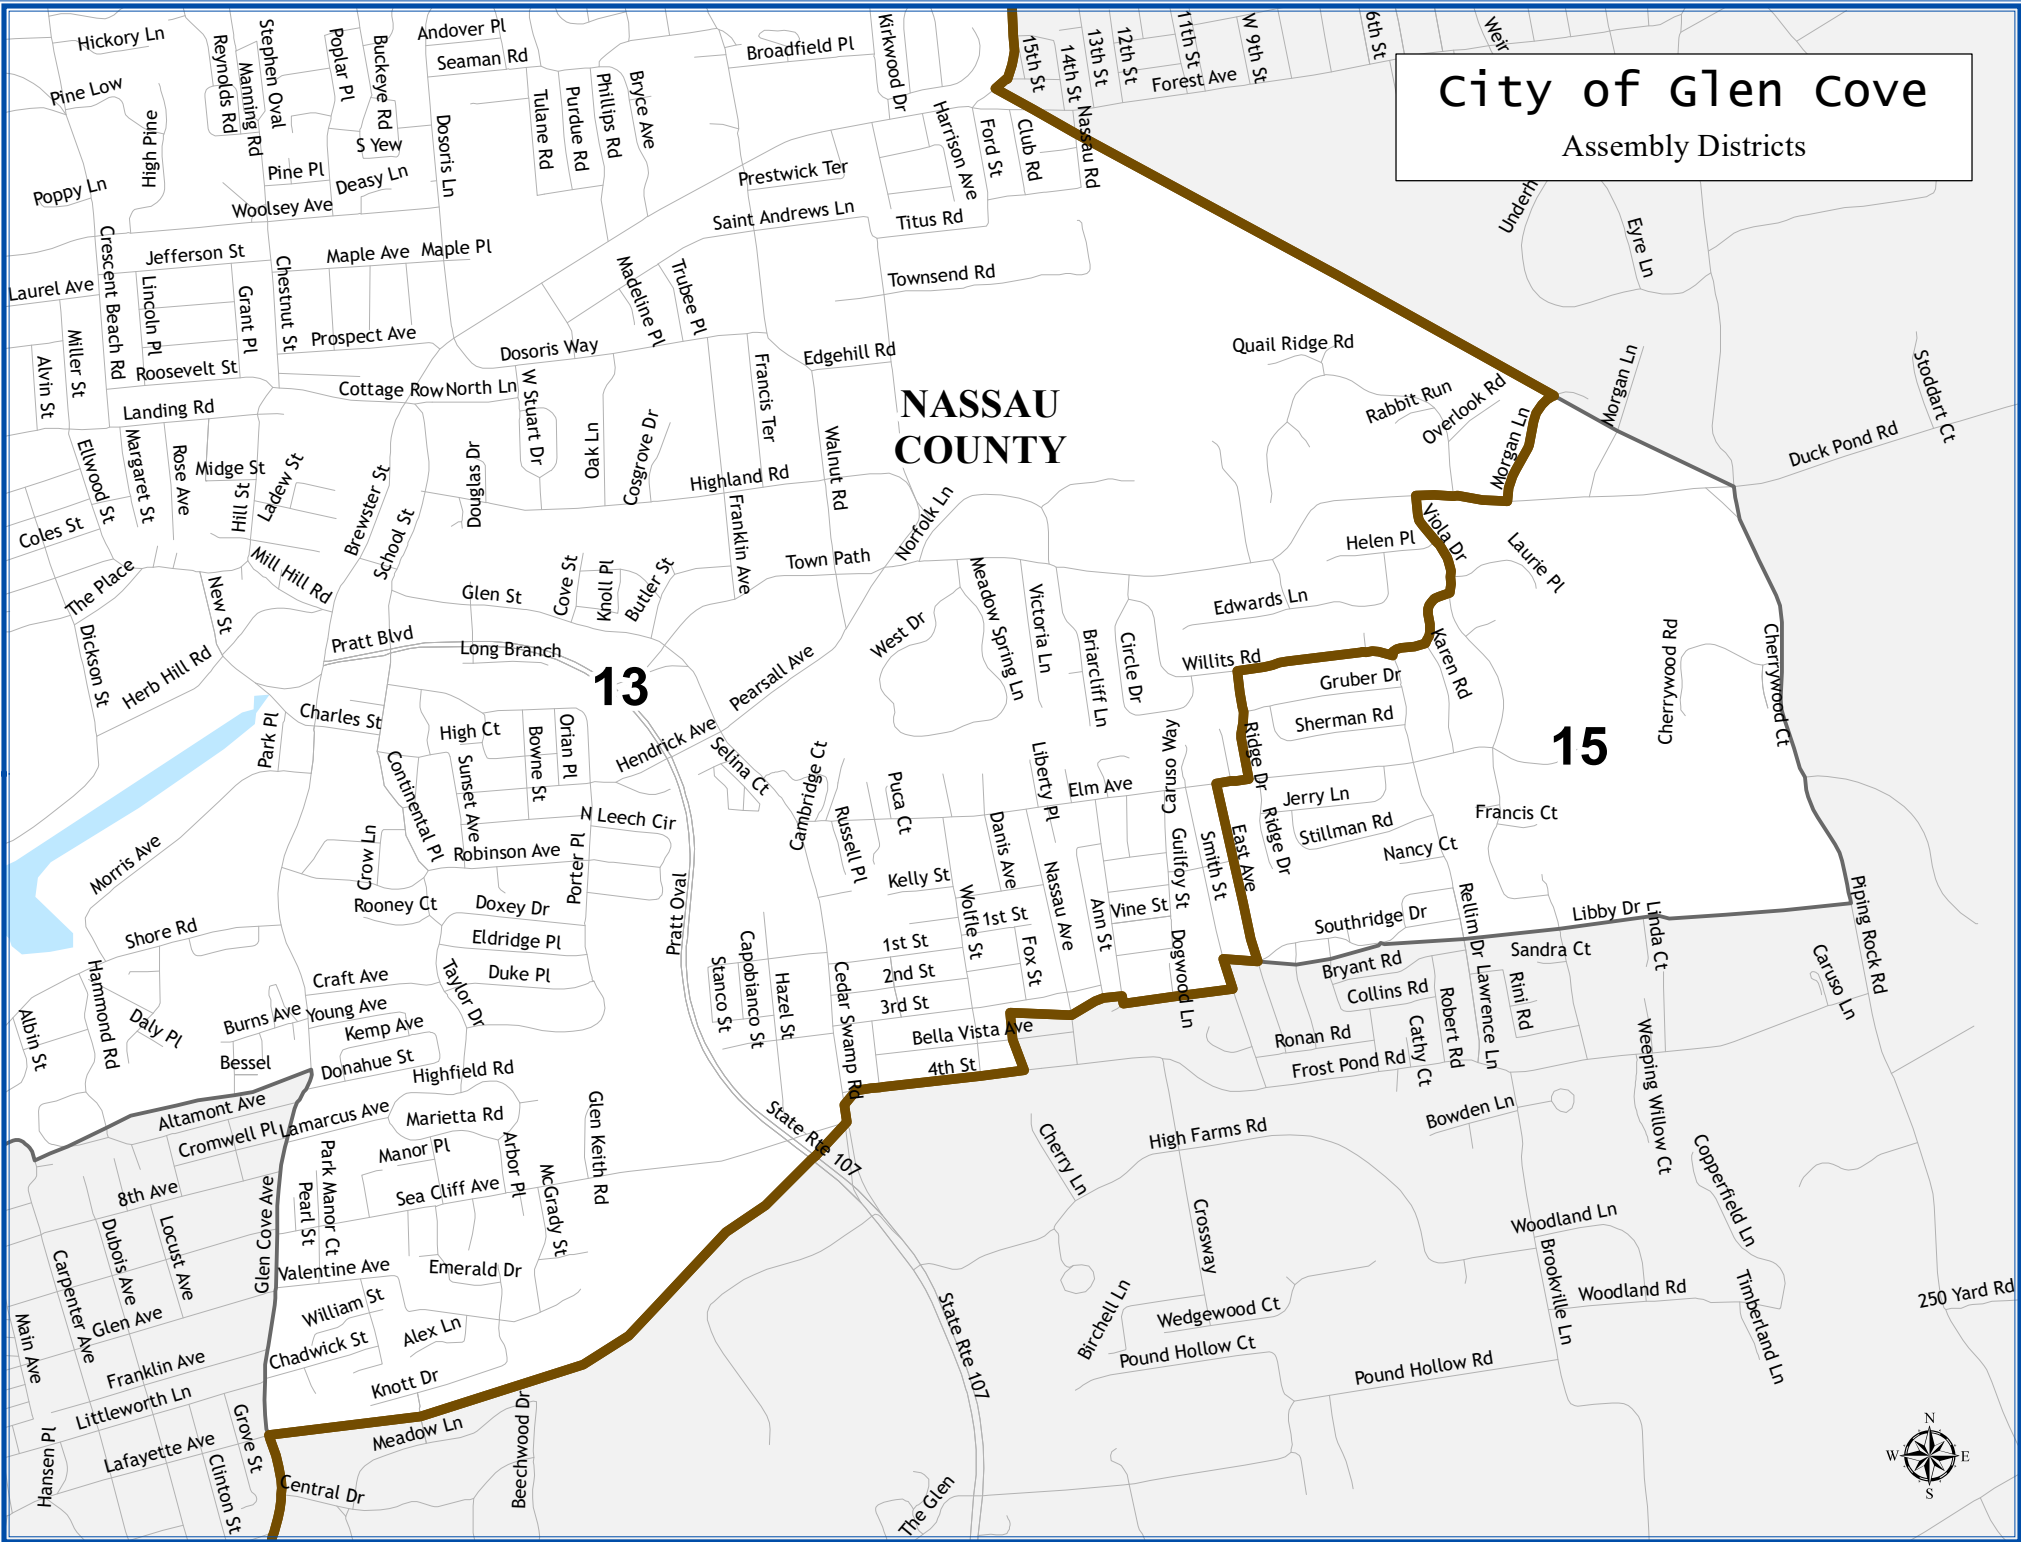 City of Glen Cove
Assembly Districts
NASSAU
COUNTY
13
15
Hickory Ln
Pine Low
High Pine
Poppy Ln
Reynolds Rd
Manning Rd
Stephen Oval
Poplar Pl
Buckeye Rd
S Yew
Andover Pl
Seaman Rd
Dosoris Ln
Tulane Rd
Purdue Rd
Phillips Rd
Bryce Ave
Broadfield Pl
Kirkwood Dr
Harrison Ave
Ford St
Club Rd
Nassau Rd
15th St
14th St
13th St
12th St
11th St
W 9th St
6th St
Forest Ave
Weir
Underh
Eyre Ln
Pine Pl
Deasy Ln
Woolsey Ave
Prestwick Ter
Saint Andrews Ln
Titus Rd
Townsend Rd
Jefferson St
Maple Ave
Maple Pl
Laurel Ave
Crescent Beach Rd
Lincoln Pl
Grant Pl
Chestnut St
Madeline Pl
Trubee Pl
Prospect Ave
Dosoris Way
Edgehill Rd
Quail Ridge Rd
Miller St
Alvin St
Roosevelt St
Cottage Row
North Ln
W Stuart Dr
Francis Ter
Rabbit Run
Overlook Rd
Morgan Ln
Morgan Ln
Stoddart Ct
Duck Pond Rd
Landing Rd
Ellwood St
Margaret St
Rose Ave
Midge St
Hill St
Ladew St
Brewster St
School St
Douglas Dr
Oak Ln
Cosgrove Dr
Highland Rd
Walnut Rd
Franklin Ave
Norfolk Ln
Coles St
The Place
Mill Hill Rd
New St
Glen St
Cove St
Knoll Pl
Butler St
Town Path
Viola Dr
Helen Pl
Laurie Pl
Edwards Ln
Dickson St
Herb Hill Rd
Pratt Blvd
Long Branch
West Dr
Meadow Spring Ln
Victoria Ln
Briarcliff Ln
Circle Dr
Willits Rd
Karen Rd
Gruber Dr
Sherman Rd
Cherrywood Rd
Cherrywood Ct
Pearsall Ave
Park Pl
Charles St
High Ct
Bowne St
Orian Pl
Hendrick Ave
Selina Ct
Continental Pl
Sunset Ave
N Leech Cir
Cambridge Ct
Russell Pl
Puca Ct
Liberty Pl
Elm Ave
Caruso Way
Ridge Dr
Ridge Dr
Jerry Ln
Stillman Rd
Francis Ct
Nancy Ct
Morris Ave
Crow Ln
Robinson Ave
Porter Pl
Danis Ave
Guilfoy St
Smith St
East Ave
Kelly St
Wolfle St
Nassau Ave
Ann St
Vine St
Rooney Ct
Doxey Dr
Eldridge Pl
Pratt Oval
1st St
1st St
Southridge Dr
Rellim Dr
Libby Dr
Linda Ct
Piping Rock Rd
Shore Rd
Hammond Rd
Craft Ave
Taylor Dr
Duke Pl
Stanco St
Capobianco St
Hazel St
Cedar Swamp Rd
2nd St
3rd St
Fox St
Dogwood Ln
Bryant Rd
Collins Rd
Sandra Ct
Rini Rd
Caruso Ln
Albin St
Daly Pl
Burns Ave
Young Ave
Kemp Ave
Bessel
Donahue St
Highfield Rd
Bella Vista Ave
4th St
Ronan Rd
Frost Pond Rd
Cathy Ct
Robert Rd
Lawrence Ln
Weeping Willow Ct
Altamont Ave
Cromwell Pl
Lamarcus Ave
Marietta Rd
Manor Pl
Arbor Pl
Glen Keith Rd
State Rte 107
Cherry Ln
High Farms Rd
Bowden Ln
Copperfield Ln
8th Ave
Dubois Ave
Locust Ave
Glen Cove Ave
Pearl St
Park Manor Ct
Sea Cliff Ave
McGrady St
Crossway
Woodland Ln
Carpenter Ave
Valentine Ave
Emerald Dr
Birchell Ln
Wedgewood Ct
Brookville Ln
Woodland Rd
Timberland Ln
250 Yard Rd
Main Ave
Glen Ave
William St
Chadwick St
Alex Ln
State Rte 107
Pound Hollow Ct
Pound Hollow Rd
Franklin Ave
Littleworth Ln
Knott Dr
Hansen Pl
Lafayette Ave
Grove St
Clinton St
Meadow Ln
Central Dr
Beechwood Dr
The Glen
N
W
E
S